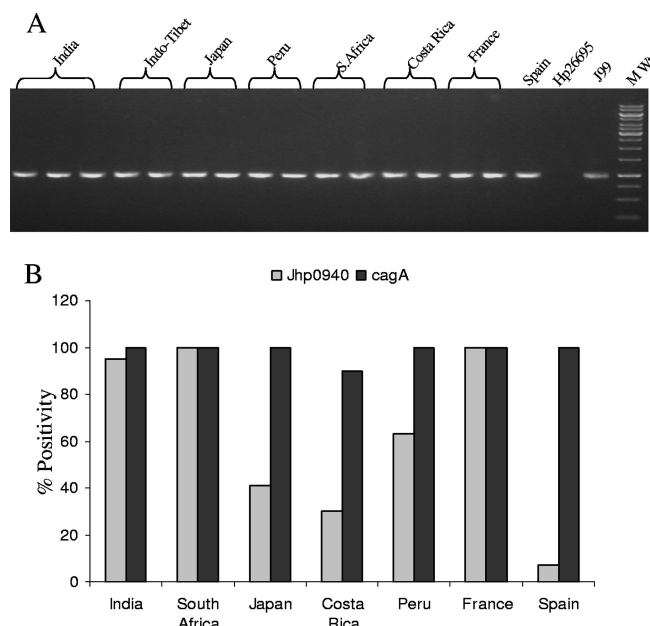 A
India Indo-Tibet Japan Peru S.Africa Costa Rica France Spain Hp26695 J99 M W
B
Jhp0940 cagA
120
100
80
60
40
20
0
% Positivity
India South Africa Japan Costa Rica Peru France Spain